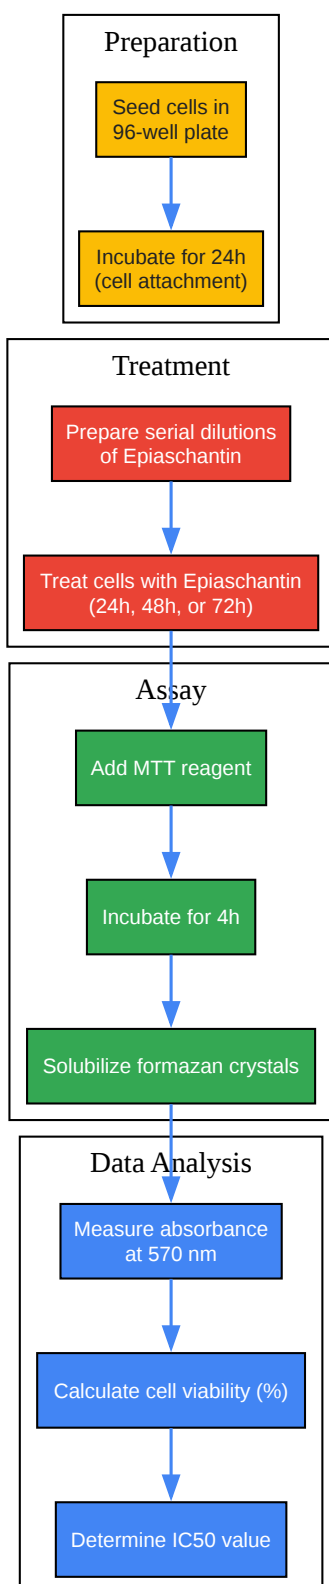 Preparation
Seed cells in
96-well plate
Incubate for 24h
(cell attachment)
Treatment
Prepare serial dilutions
of Epiaschantin
Treat cells with Epiaschantin
(24h, 48h, or 72h)
Assay
Add MTT reagent
Incubate for 4h
Solubilize formazan crystals
Data Analysis
Measure absorbance
at 570 nm
Calculate cell viability (%)
Determine IC50 value